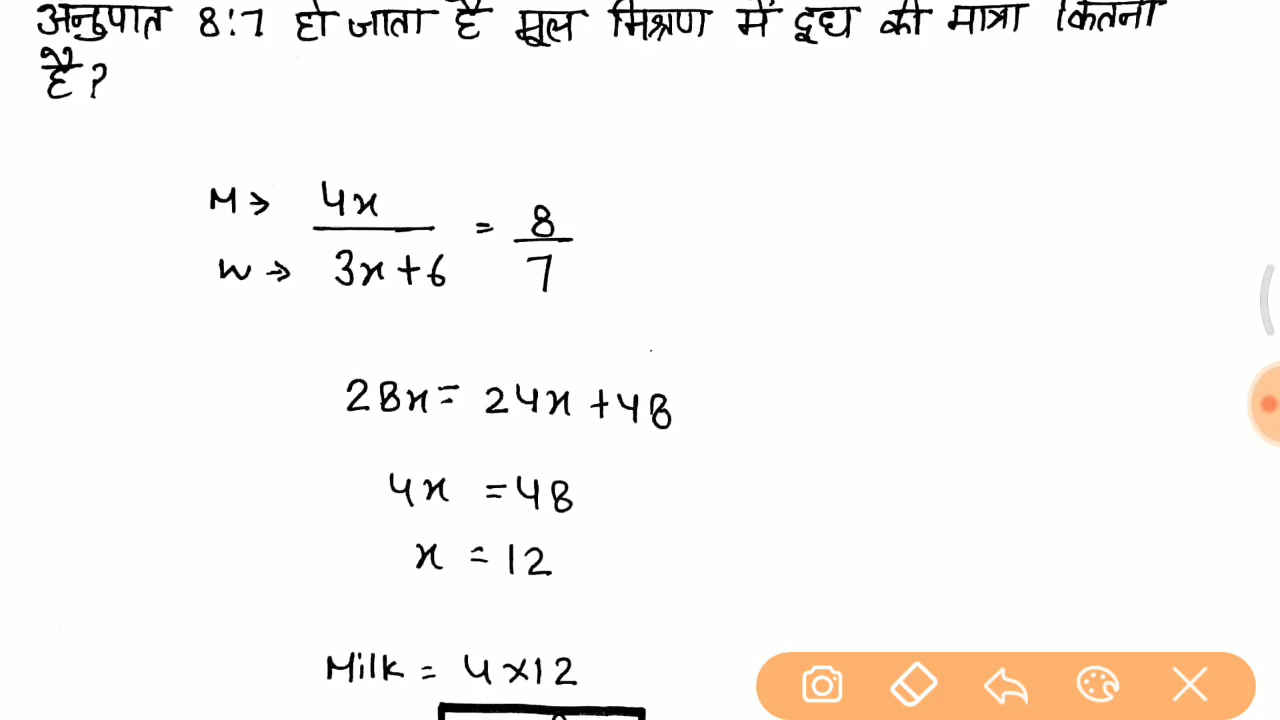 अनुपात 8:7 हो जाता है मूल मिश्रण में दूध की मात्रा कितनी
है?
M→ 4x/3x+6 = 8/7
W→
28x = 24x + 48
4x = 48
x = 12
Milk = 4×12